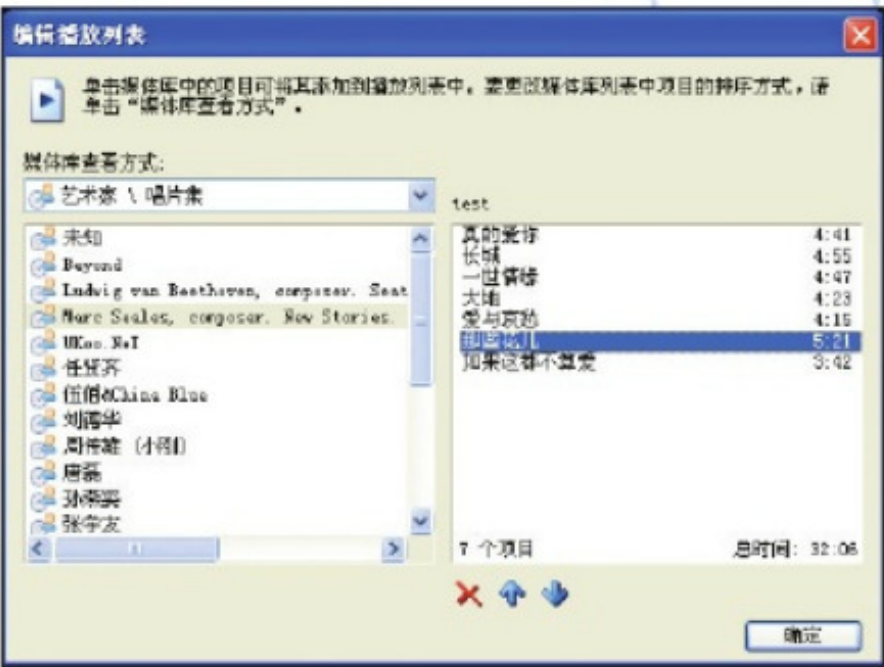 编辑播放列表
单击媒体库中的项目可将其添加到播放列表中。要更改媒体库列表中项目的排序方式，请
单击“媒体库查看方式”。
媒体库查看方式:
艺术家 \ 唱片集
test
未知
Beyond
Ludwig van Beethoven, composer. Seat
Marc Seales, composer. New Stories.
任贤齐
伍佰&China Blue
刘德华
周传雄 (小刚)
唐磊
孙燕姿
张学友
真的爱你 4:41
长城 4:55
一世情缘 4:47
大地 4:23
爱与哀愁 4:15
那些花儿 5:21
如果这都不算爱 3:42
7 个项目 总时间: 32:06
确定